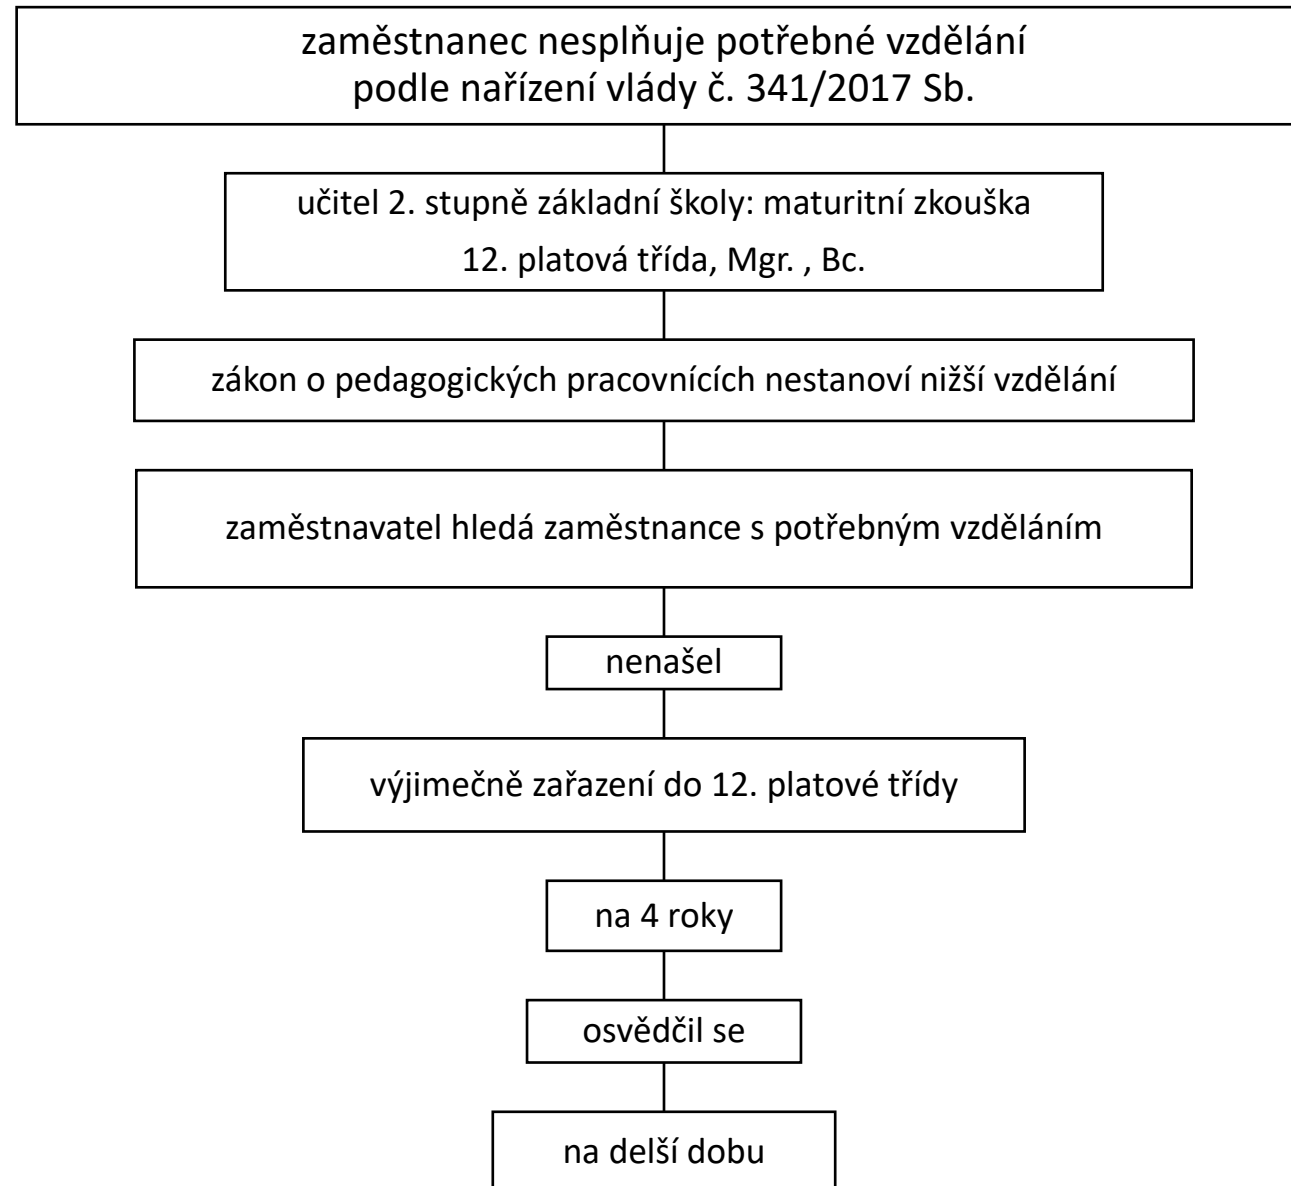 zaměstnanec nesplňuje potřebné vzdělání
podle nařízení vlády č. 341/2017 Sb.
učitel 2. stupně základní školy: maturitní zkouška
12. platová třída, Mgr. , Bc.
zákon o pedagogických pracovnících nestanoví nižší vzdělání
zaměstnavatel hledá zaměstnance s potřebným vzděláním
nenašel
výjimečně zařazení do 12. platové třídy
na 4 roky
osvědčil se
na delší dobu